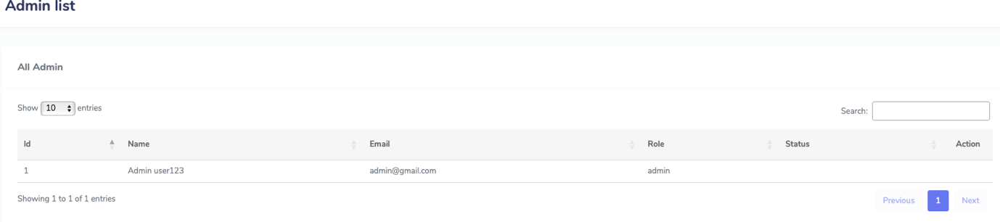 Admin list
All Admin
Show 10 entries
Search:
Id Name Email Role Status Action
1 Admin user123 admin@gmail.com admin
Showing 1 to 1 of 1 entries
Previous 1 Next